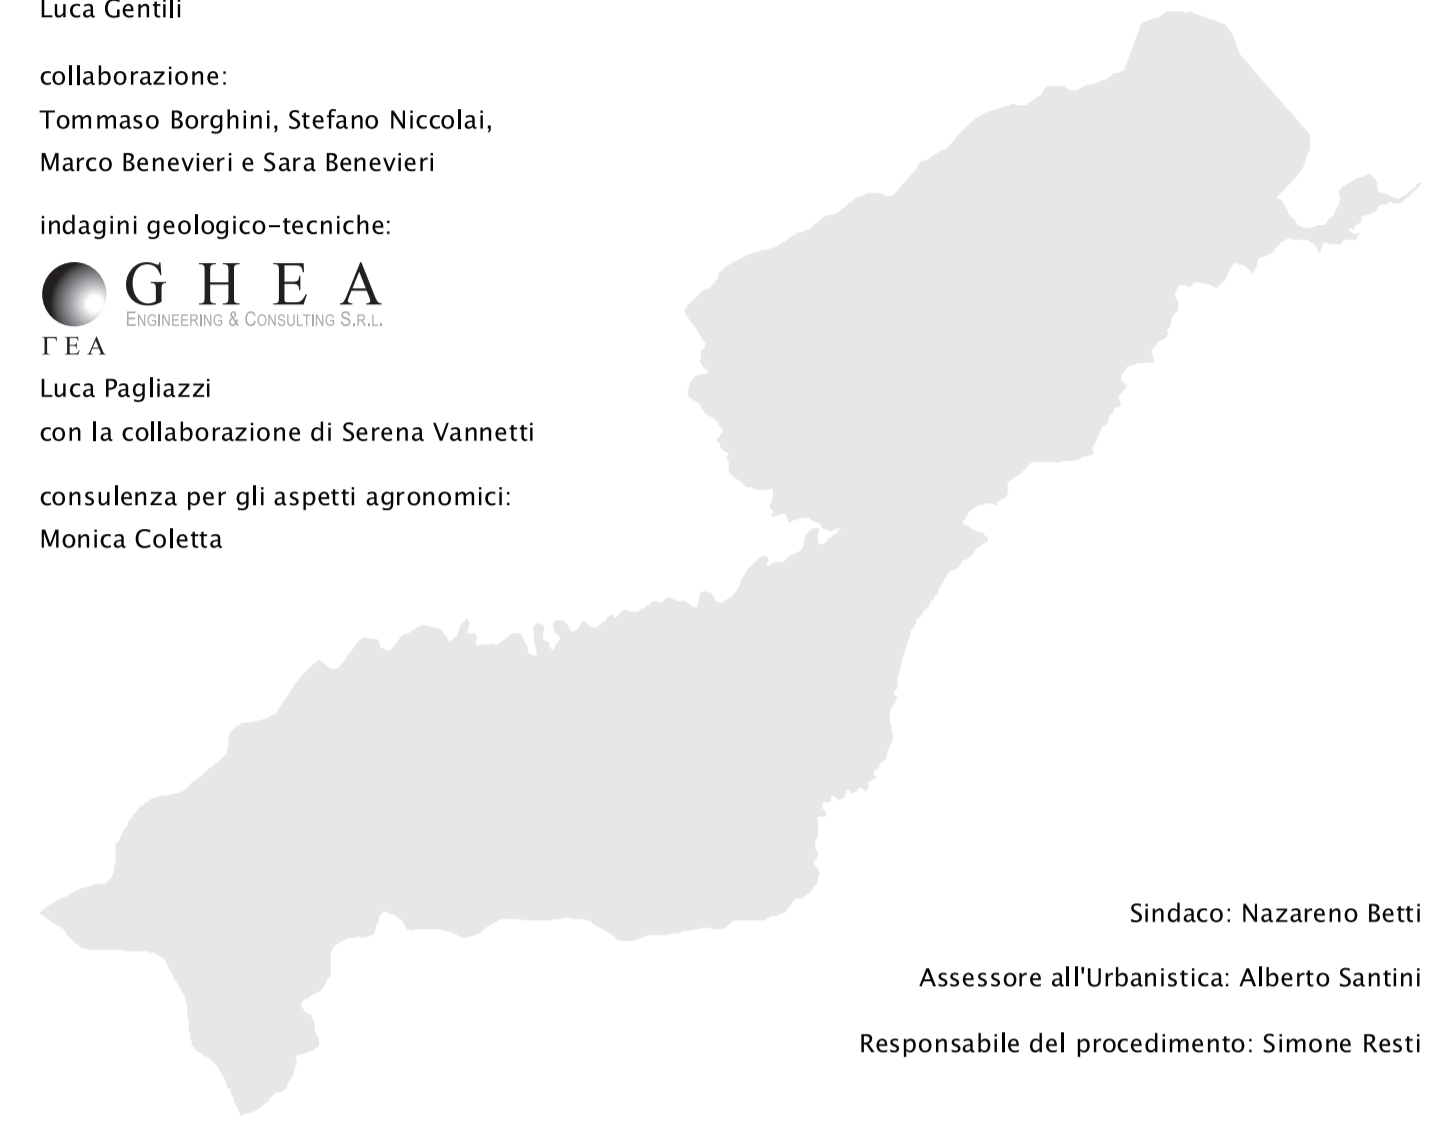 Luca Gentili
collaborazione:
Tommaso Borghini, Stefano Niccolai,
Marco Benevieri e Sara Benevieri
indagini geologico-tecniche:
GHEA
ENGINEERING & CONSULTING S.R.L.
ΓΕΑ
Luca Pagliazzi
con la collaborazione di Serena Vannetti
consulenza per gli aspetti agronomici:
Monica Coletta
Sindaco: Nazareno Betti
Assessore all'Urbanistica: Alberto Santini
Responsabile del procedimento: Simone Resti